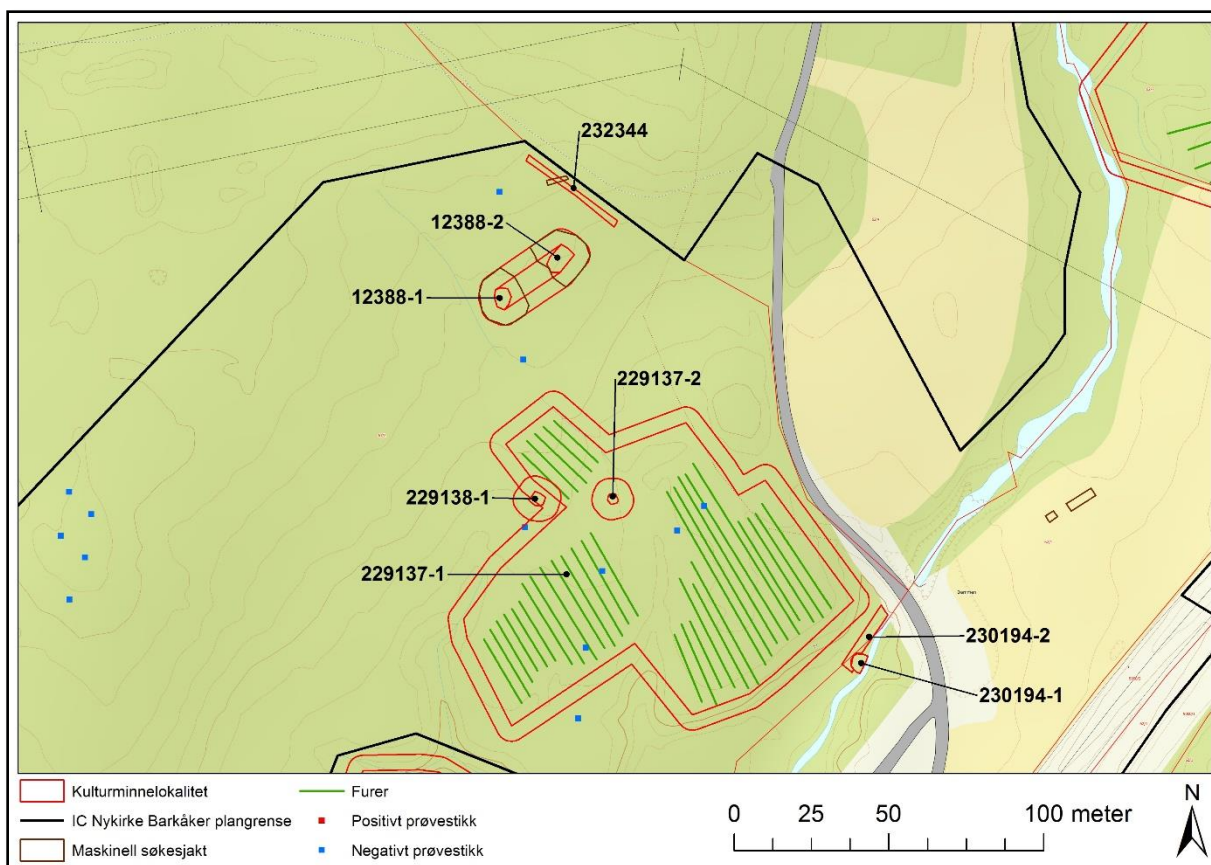 232344
12388-2
12388-1
229137-2
229138-1
229137-1
230194-2
230194-1
Kulturminnelokalitet
IC Nykirke Barkåker plangrense
Maskinell søkesjakt
Furer
Positivt prøvestikk
Negativt prøvestikk
0 25 50 100 meter
N